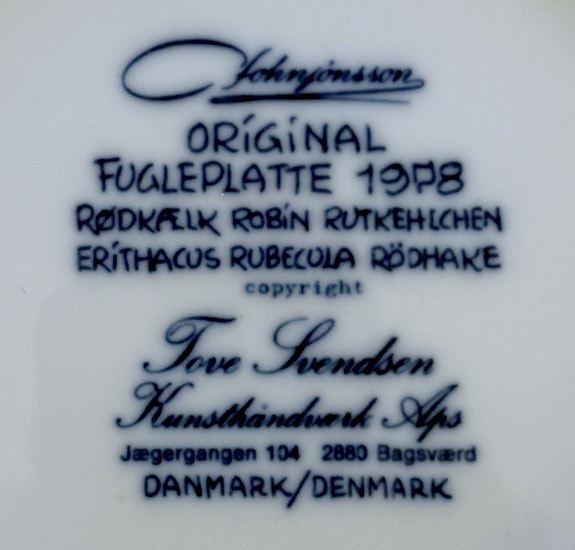 Johnjónsson
ORIGINAL
FUGLEPLATTE 1978
RØDKÆLK ROBIN RUTKEHLCHEN
ERITHACUS RUBECULA RÖDHAKE
copyright
Tove Svendsen
Kunsthåndværk Aps
Jægergangen 104 2880 Bagsværd
DANMARK/DENMARK